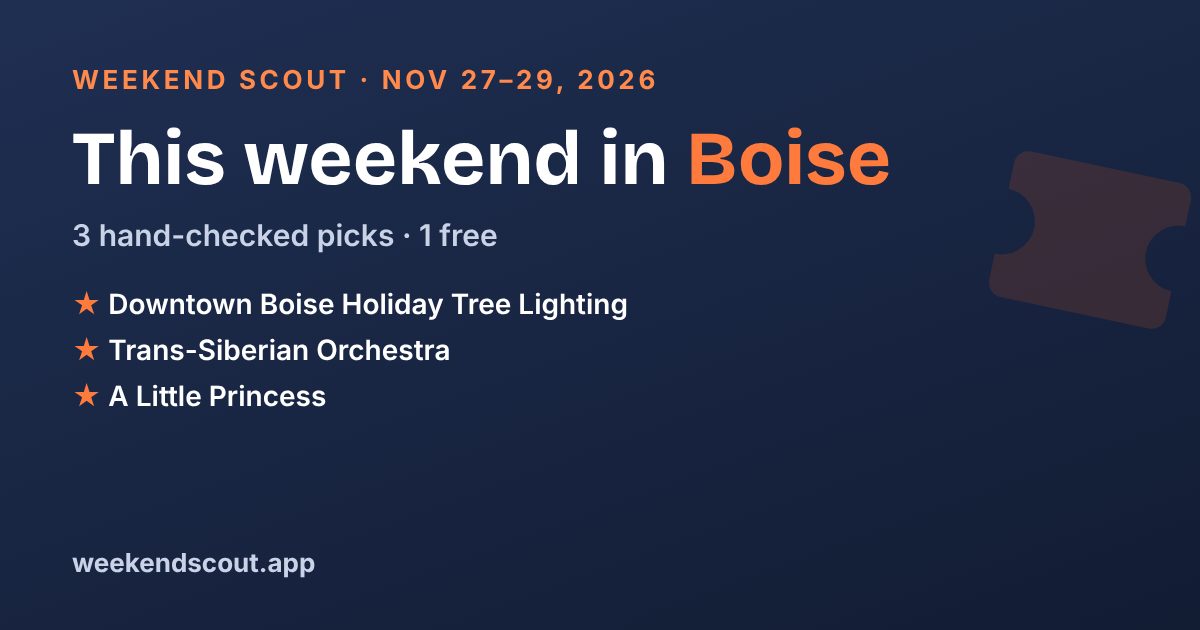 WEEKEND SCOUT · NOV 27–29, 2026
This weekend in Boise
3 hand-checked picks · 1 free
★ Downtown Boise Holiday Tree Lighting
★ Trans-Siberian Orchestra
★ A Little Princess
weekendscout.app